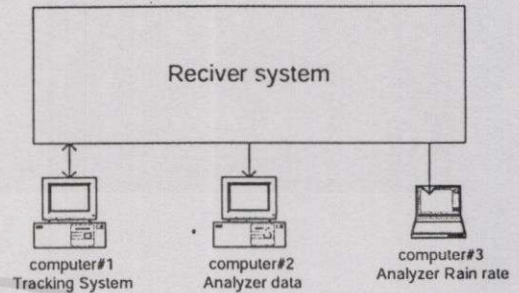 Reciver system
computer#1
Tracking System
computer#2
Analyzer data
computer#3
Analyzer Rain rate